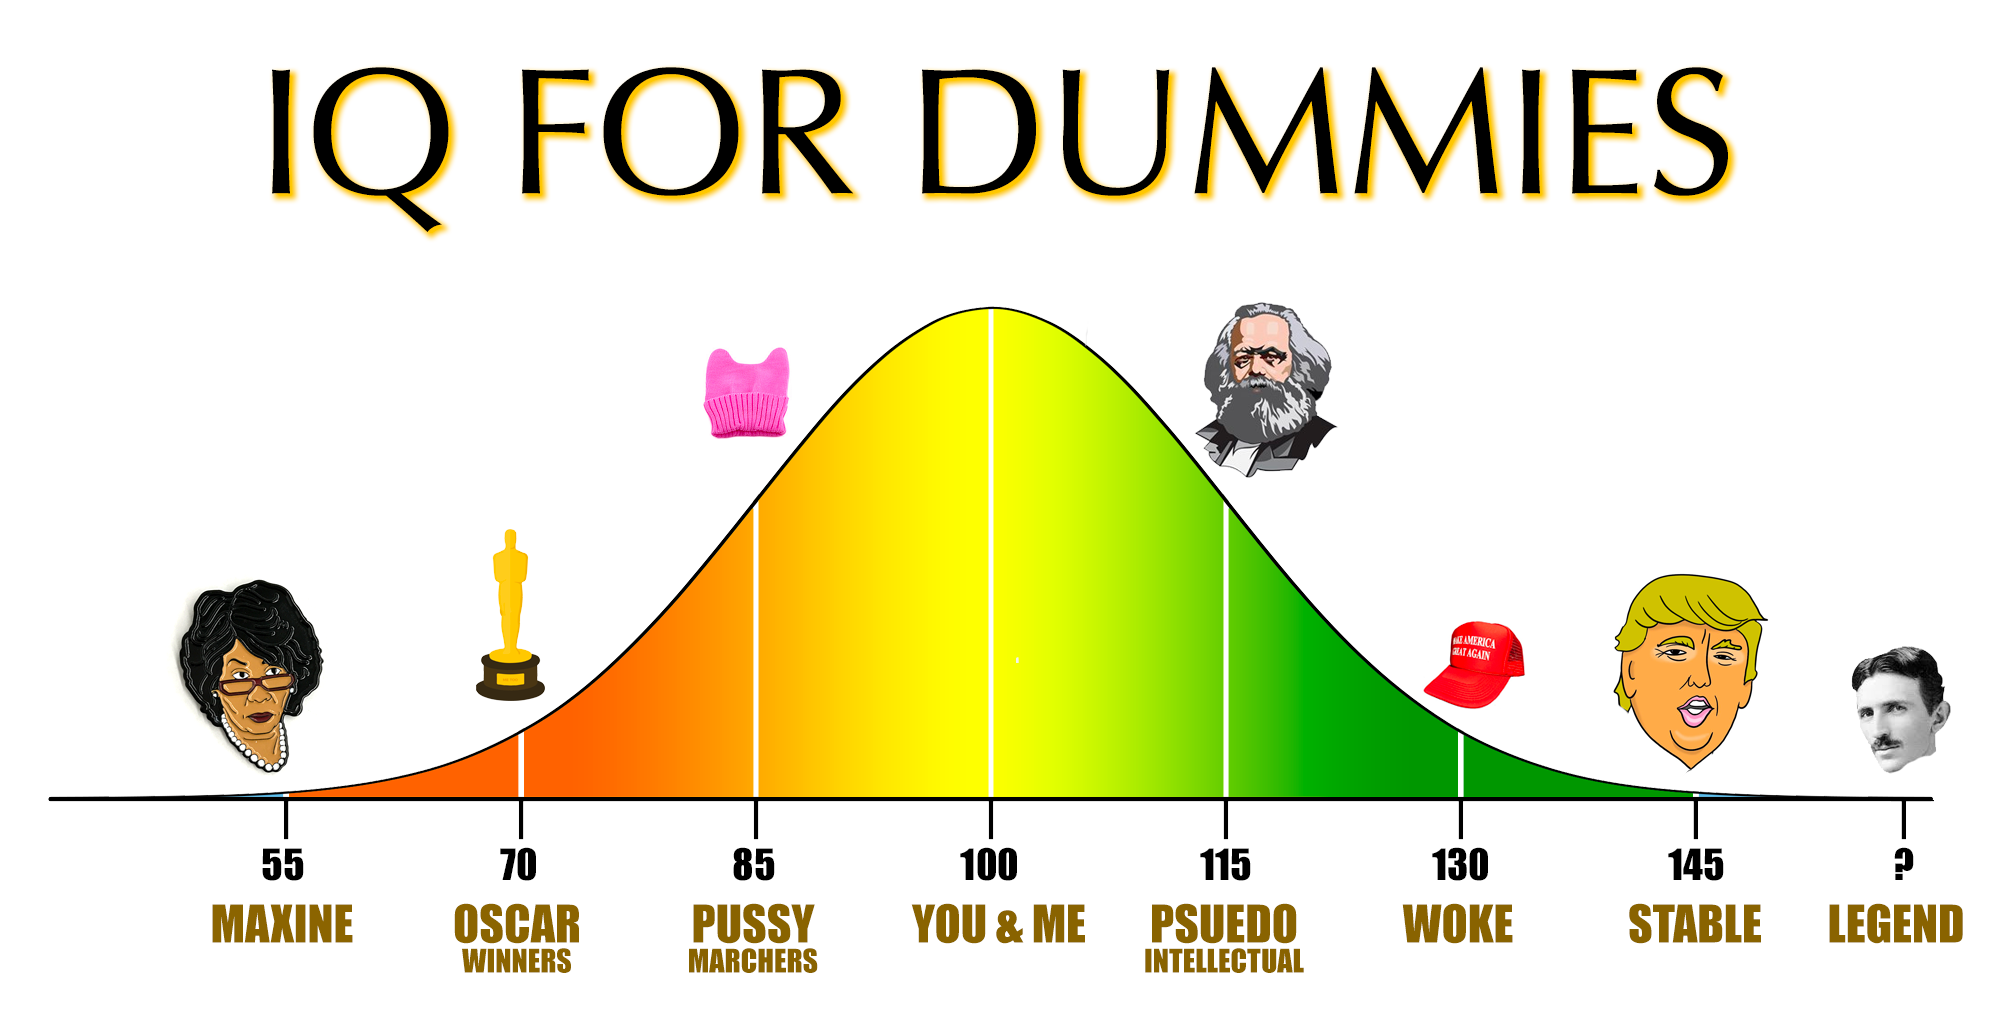 IQ FOR DUMMIES
MAKE AMERICA
GREAT AGAIN
55 70 85 100 115 130 145 ?
MAXINE OSCAR PUSSY YOU & ME PSUEDO WOKE STABLE LEGEND
WINNERS MARCHERS INTELLECTUAL